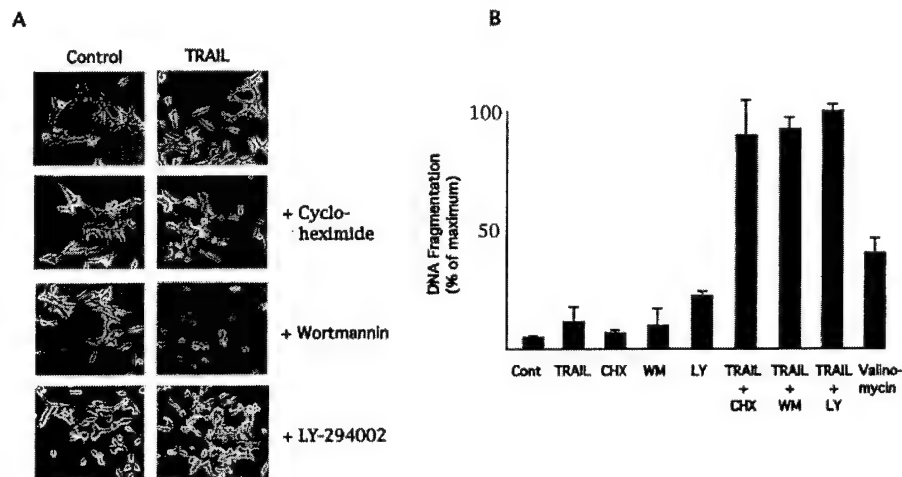 A
Control TRAIL
+ Cyclo-
heximide
+ Wortmannin
+ LY-294002
B
DNA Fragmentation
(% of maximum)
100
50
Cont TRAIL CHX WM LY TRAIL TRAIL TRAIL Valino-
+ + + mycin
CHX WM LY